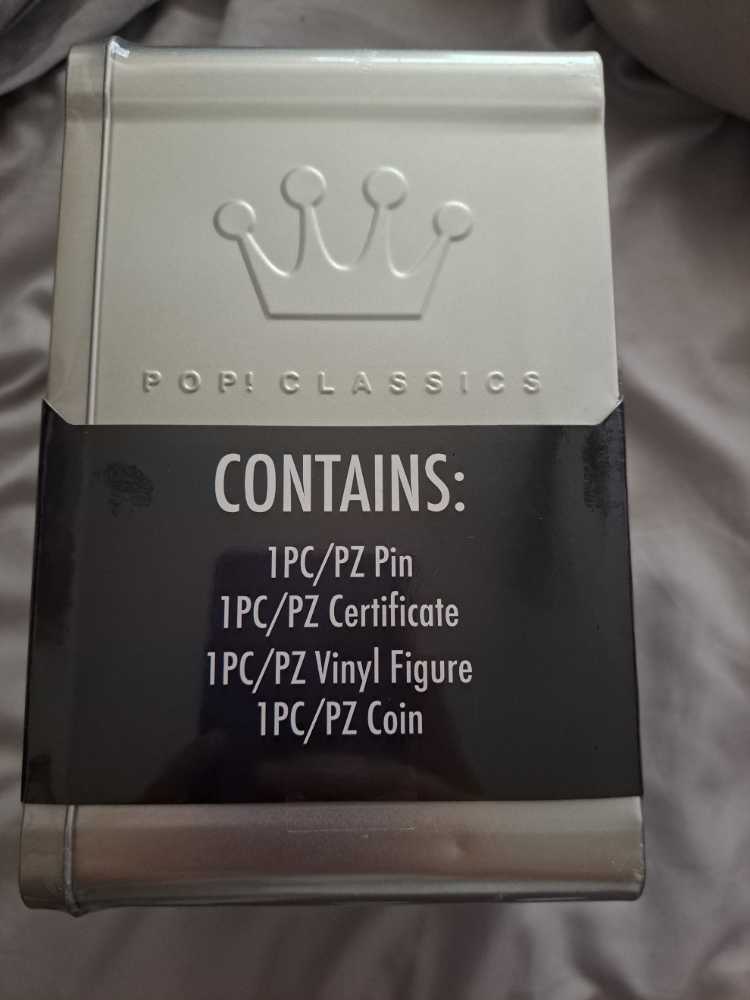 POP! CLASSICS
CONTAINS:
1PC/PZ Pin
1PC/PZ Certificate
1PC/PZ Vinyl Figure
1PC/PZ Coin